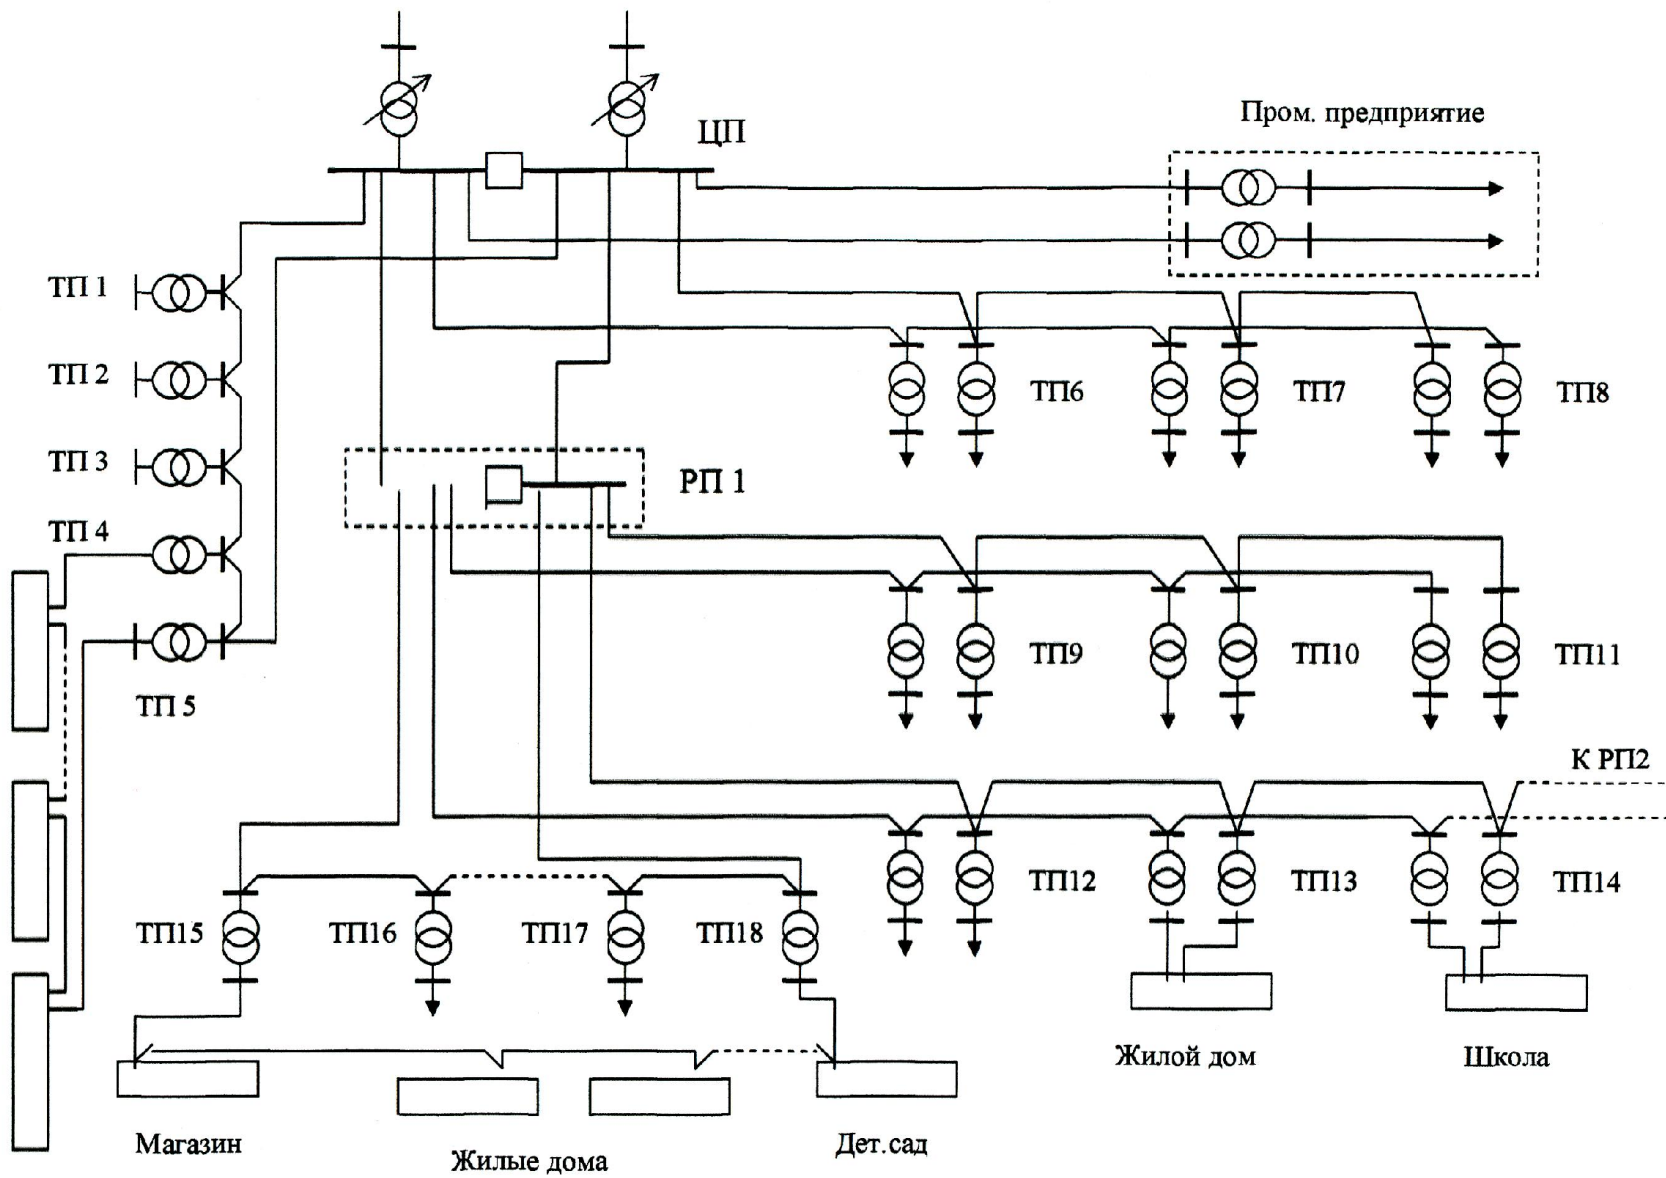 ЦП
Пром. предприятие
ТП 1
ТП 2
ТП 3
ТП 4
ТП 5
ТП6
ТП7
ТП8
РП 1
ТП9
ТП10
ТП11
К РП2
ТП12
ТП13
ТП14
ТП15
ТП16
ТП17
ТП18
Жилой дом
Школа
Магазин
Жилые дома
Дет.сад